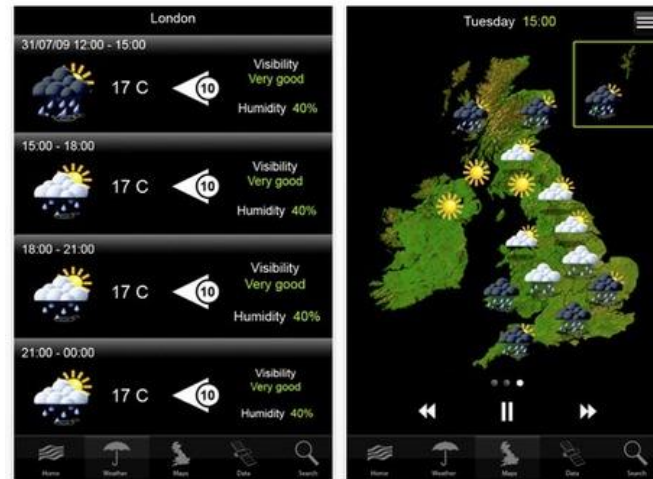 London
31/07/09 12:00 - 15:00
17 C
10
Visibility
Very good
Humidity 40%
15:00 - 18:00
17 C
10
Visibility
Very good
Humidity 40%
18:00 - 21:00
17 C
10
Visibility
Very good
Humidity 40%
21:00 - 00:00
17 C
10
Visibility
Very good
Humidity 40%
Home Weather Maps Data Search
Tuesday 15:00
Home Weather Maps Data Search